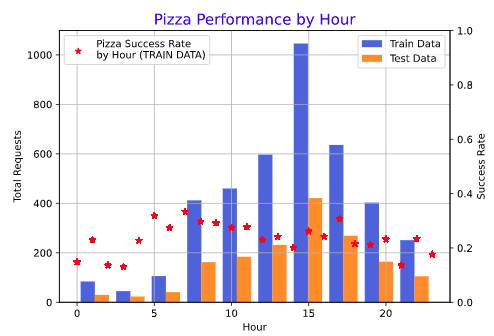 Pizza Performance by Hour
Pizza Success Rate
by Hour (TRAIN DATA)
Train Data
Test Data
Total Requests
1000
800
600
400
200
0
1.0
0.8
0.6
0.4
0.2
0.0
Success Rate
0 5 10 15 20
Hour